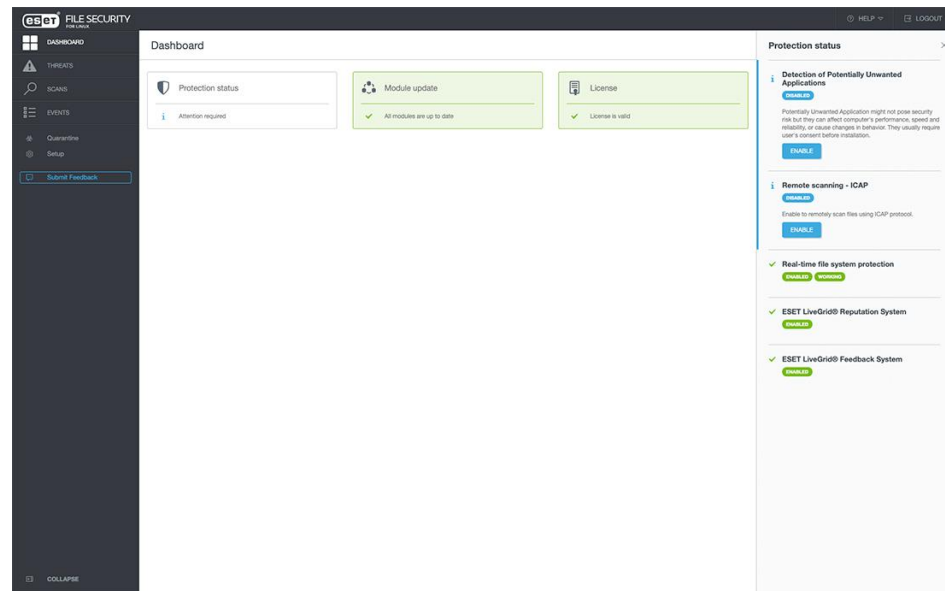 eset FILE SECURITY
FOR LINUX
HELP
LOGOUT
DASHBOARD
THREATS
SCANS
EVENTS
Quarantine
Setup
Submit Feedback
COLLAPSE
Dashboard
Protection status
Attention required
Module update
All modules are up to date
License
License is valid
Protection status
Detection of Potentially Unwanted
Applications
DISABLED
Potentially Unwanted Application might not pose security
risk but they can affect computer's performance, speed and
reliability, or cause changes in behavior. They usually require
user's consent before installation.
ENABLE
Remote scanning - ICAP
DISABLED
Enable to remotely scan files using ICAP protocol.
ENABLE
Real-time file system protection
ENABLED WORKING
ESET LiveGrid® Reputation System
ENABLED
ESET LiveGrid® Feedback System
ENABLED